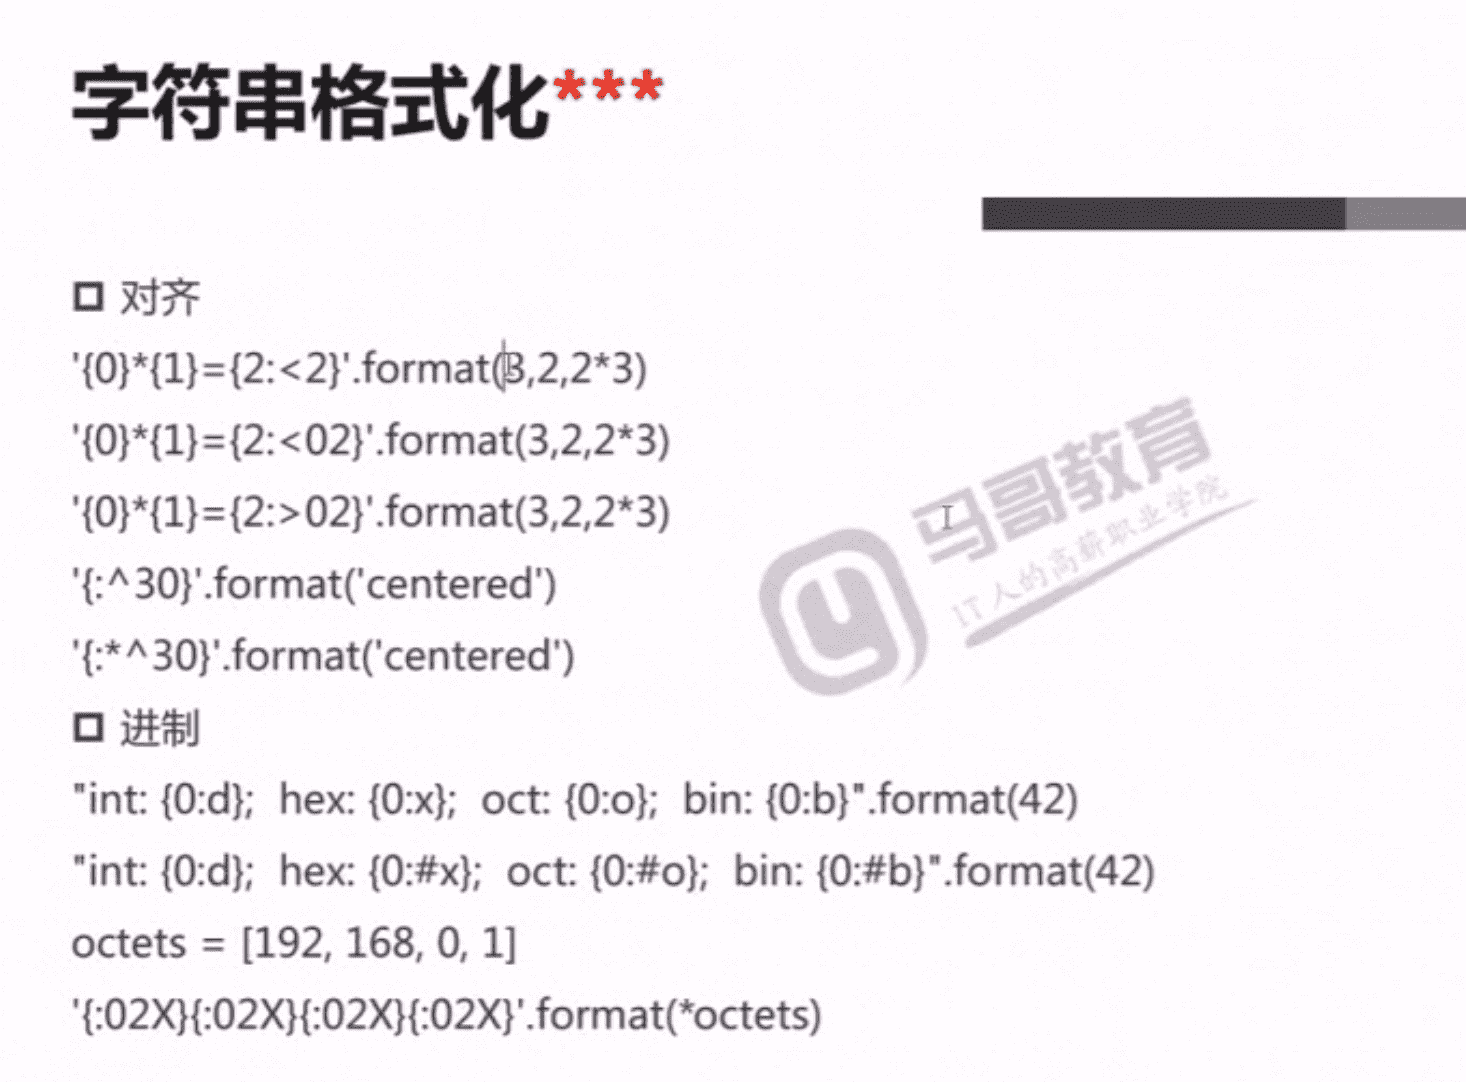 字符串格式化***
对齐
'{0}*{1}={2:<2}'.format(3,2,2*3)
'{0}*{1}={2:<02}'.format(3,2,2*3)
'{0}*{1}={2:>02}'.format(3,2,2*3)
'{:^30}'.format('centered')
'{:*^30}'.format('centered')
马哥教育
IT人的高薪职业学院
进制
"int: {0:d};  hex: {0:x};  oct: {0:o};  bin: {0:b}".format(42)
"int: {0:d};  hex: {0:#x};  oct: {0:#o};  bin: {0:#b}".format(42)
octets = [192, 168, 0, 1]
'{:02X}{:02X}{:02X}{:02X}'.format(*octets)